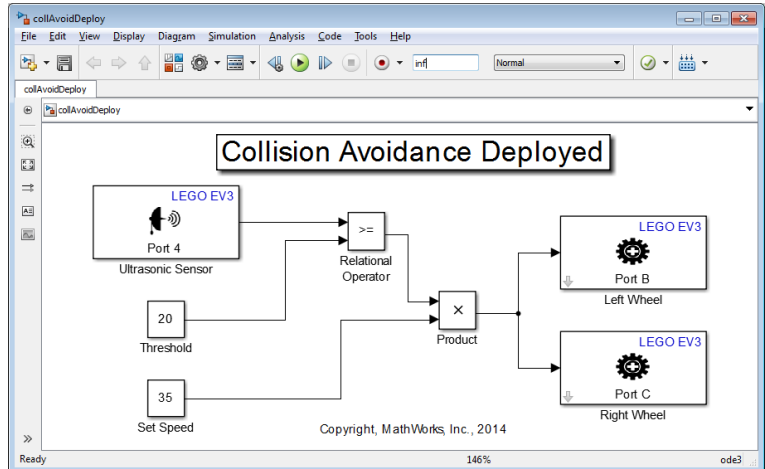 collAvoidDeploy
File Edit View Display Diagram Simulation Analysis Code Tools Help
inf
Normal
collAvoidDeploy
collAvoidDeploy
Collision Avoidance Deployed
LEGO EV3
Port 4
Ultrasonic Sensor
>=
Relational
Operator
LEGO EV3
Port B
Left Wheel
20
Threshold
×
Product
LEGO EV3
Port C
Right Wheel
35
Set Speed
Copyright, MathWorks, Inc., 2014
Ready 146% ode3